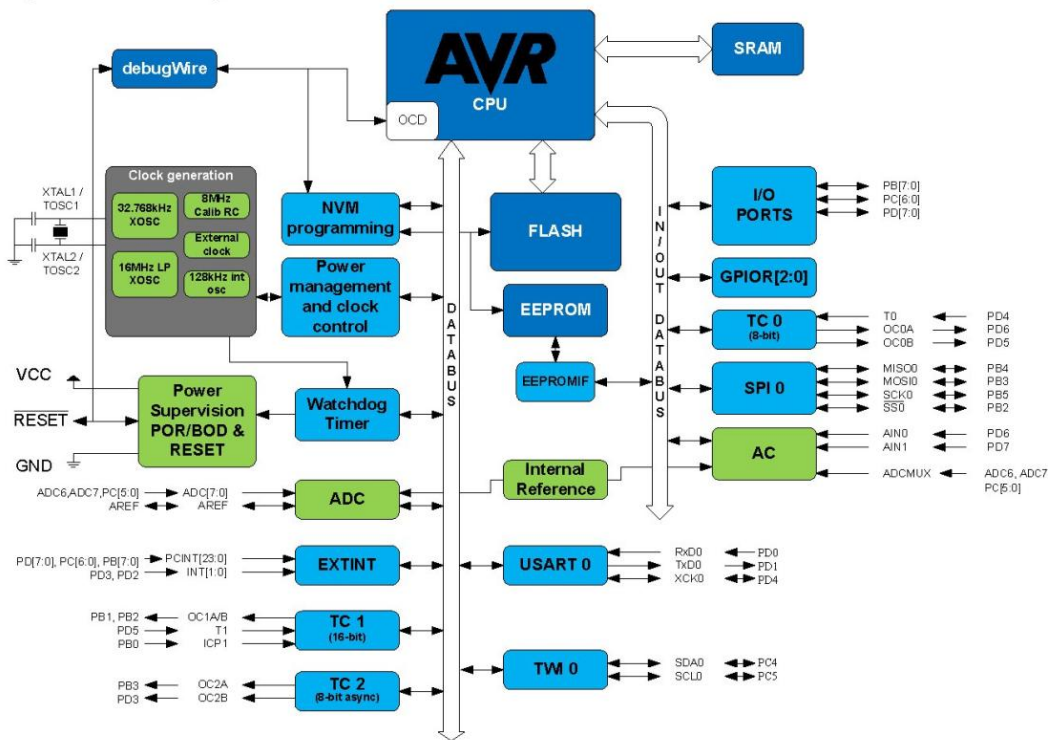 AVR
CPU
OCD
SRAM
debugWire
Clock generation
XTAL1 /
TOSC1
XTAL2 /
TOSC2
32.768kHz
XOSC
16MHz LP
XOSC
8MHz
Calib RC
External
clock
128kHz int
osc
NVM
programming
Power
management
and clock
control
FLASH
EEPROM
EEPROMIF
DATABUS
IN/OUT DATABUS
I/O
PORTS
PB[7:0]
PC[6:0]
PD[7:0]
GPIOR[2:0]
TC 0
(8-bit)
T0 PD4
OC0A PD6
OC0B PD5
SPI 0
MISO0 PB4
MOSI0 PB3
SCK0 PB5
SS0 PB2
AC
AIN0 PD6
AIN1 PD7
ADCMUX ADC6, ADC7
PC[5:0]
VCC
RESET
GND
Power
Supervision
POR/BOD &
RESET
Watchdog
Timer
Internal
Reference
ADC6,ADC7,PC[5:0] ADC[7:0]
AREF AREF
ADC
PD[7:0], PC[6:0], PB[7:0] PCINT[23:0]
PD3, PD2 INT[1:0]
EXTINT
USART 0
RxD0 PD0
TxD0 PD1
XCK0 PD4
PB1, PB2 OC1A/B
PD5 T1
PB0 ICP1
TC 1
(16-bit)
TWI 0
SDA0 PC4
SCL0 PC5
PB3 OC2A
PD3 OC2B
TC 2
(8-bit async)